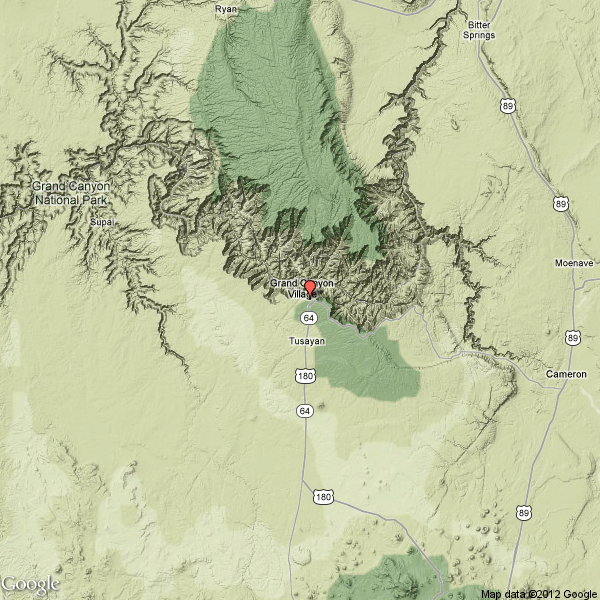 Ryan
Bitter
Springs
89
89
Grand Canyon
National Park
Supai
Moenave
Grand Canyon
Village
64
89
Tusayan
180
Cameron
64
180
89
Google
Map data ©2012 Google